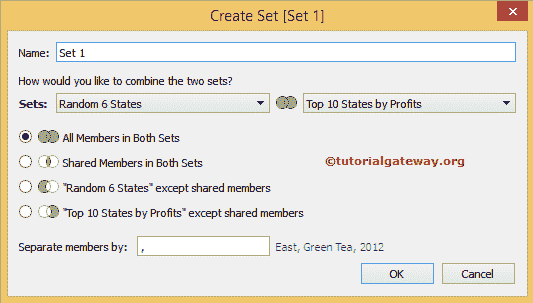 Create Set [Set 1]
Name: Set 1
How would you like to combine the two sets?
Sets: Random 6 States Top 10 States by Profits
All Members in Both Sets
Shared Members in Both Sets
©tutorialgateway.org
"Random 6 States" except shared members
"Top 10 States by Profits" except shared members
Separate members by: , East, Green Tea, 2012
OK Cancel